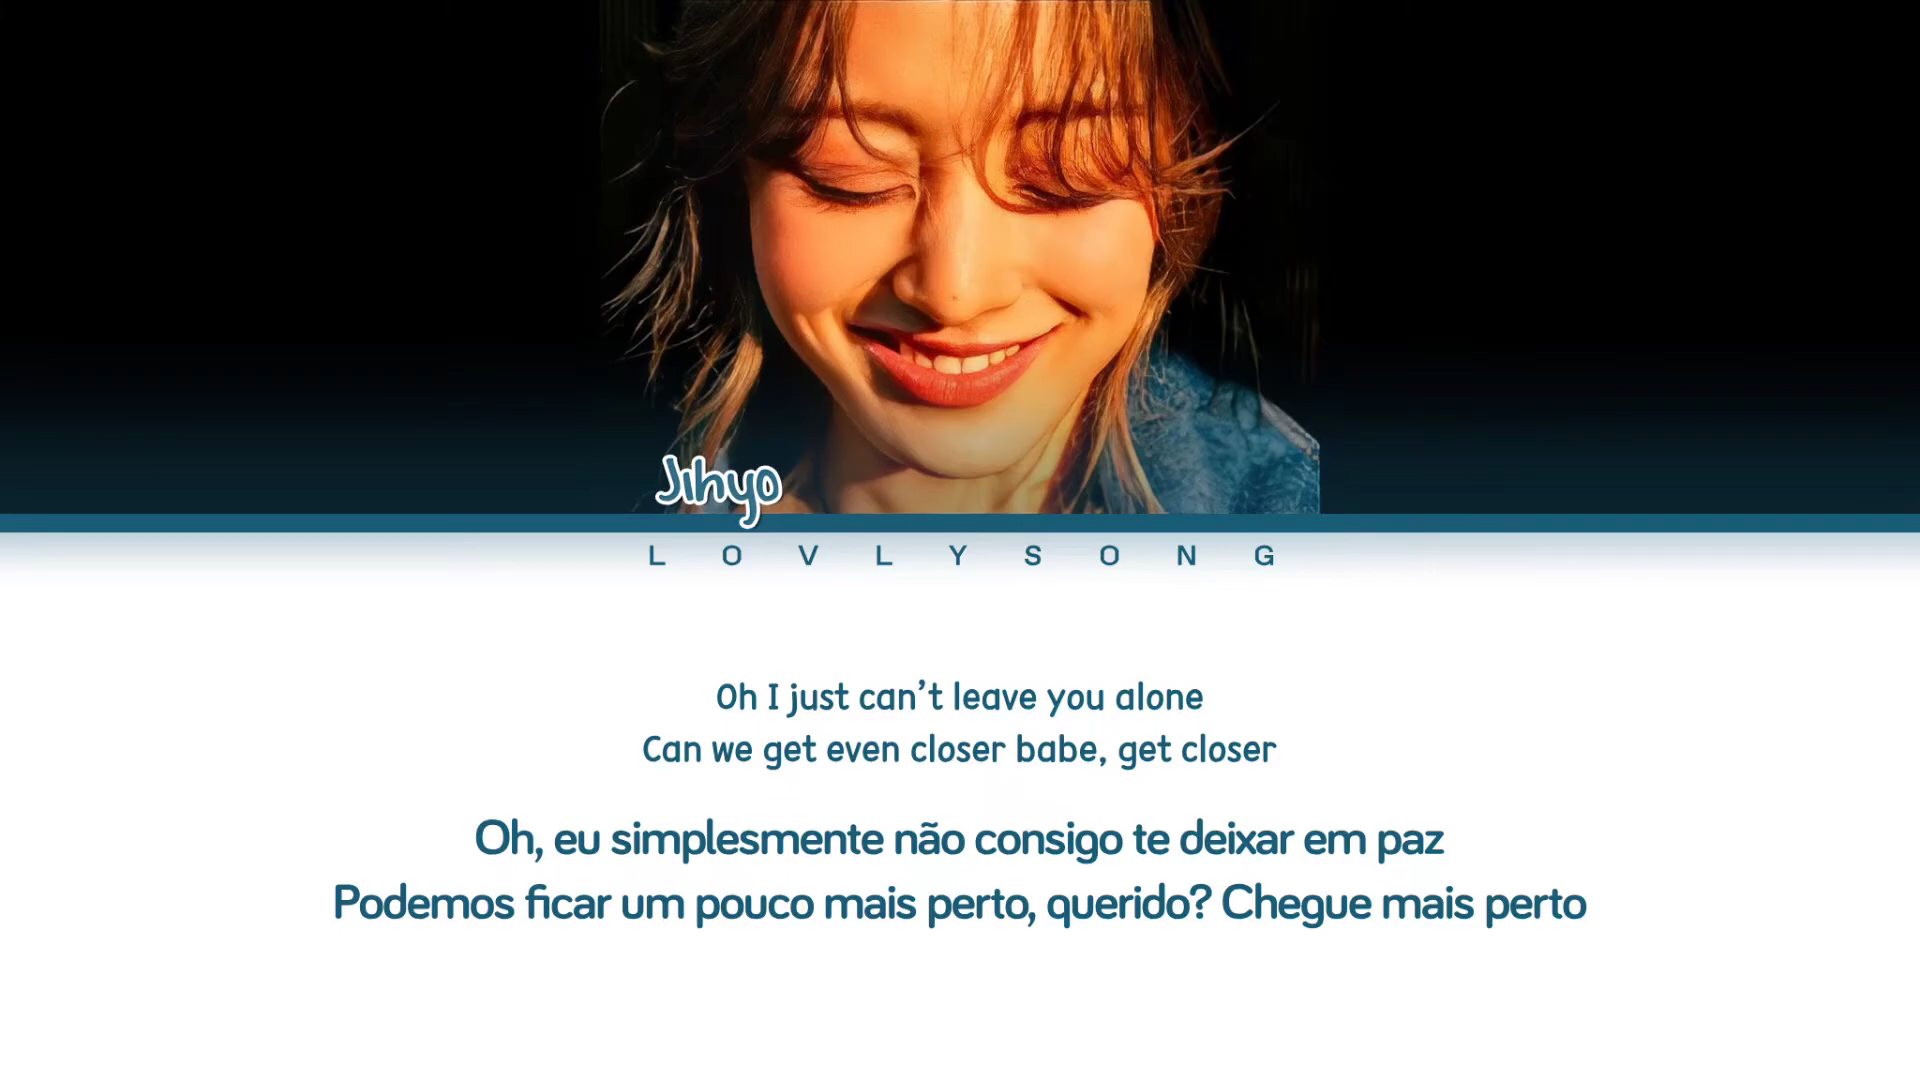 Jihyo
LOVLYSONG
Oh I just can't leave you alone
Can we get even closer babe, get closer
Oh, eu simplesmente não consigo te deixar em paz
Podemos ficar um pouco mais perto, querido? Chegue mais perto